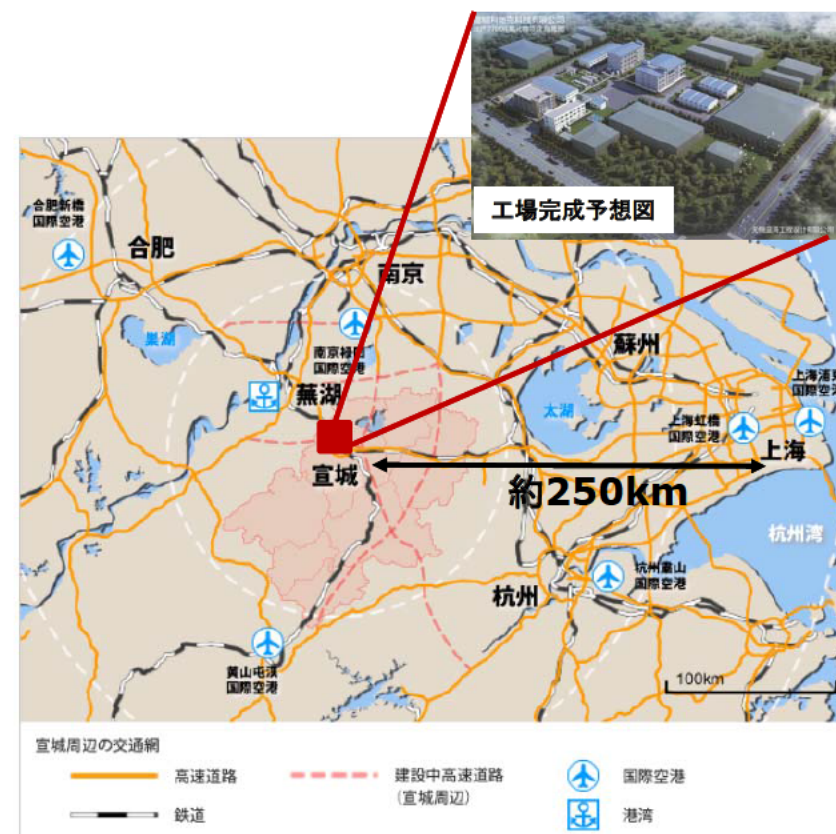 工場完成予想図
合肥新橋
国際空港
合肥
南京
巣湖
南京禄口
国際空港
蘇州
蕪湖
太湖
上海浦東
国際空港
上海虹橋
国際空港
上海
宣城
約250km
杭州湾
杭州蕭山
国際空港
杭州
黄山屯渓
国際空港
100km
宣城周辺の交通網
高速道路
建設中高速道路
(宣城周辺)
国際空港
鉄道
港湾